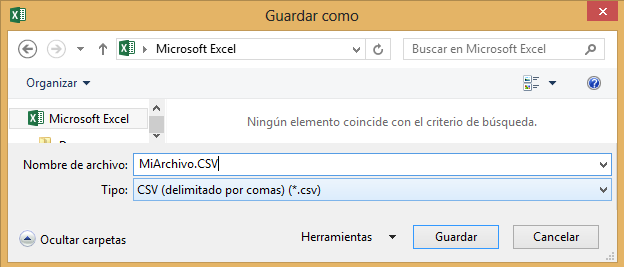 Guardar como
Microsoft Excel
Buscar en Microsoft Excel
Organizar
Microsoft Excel
Ningún elemento coincide con el criterio de búsqueda.
Nombre de archivo: MiArchivo.CSV
Tipo: CSV (delimitado por comas) (*.csv)
Ocultar carpetas Herramientas Guardar Cancelar